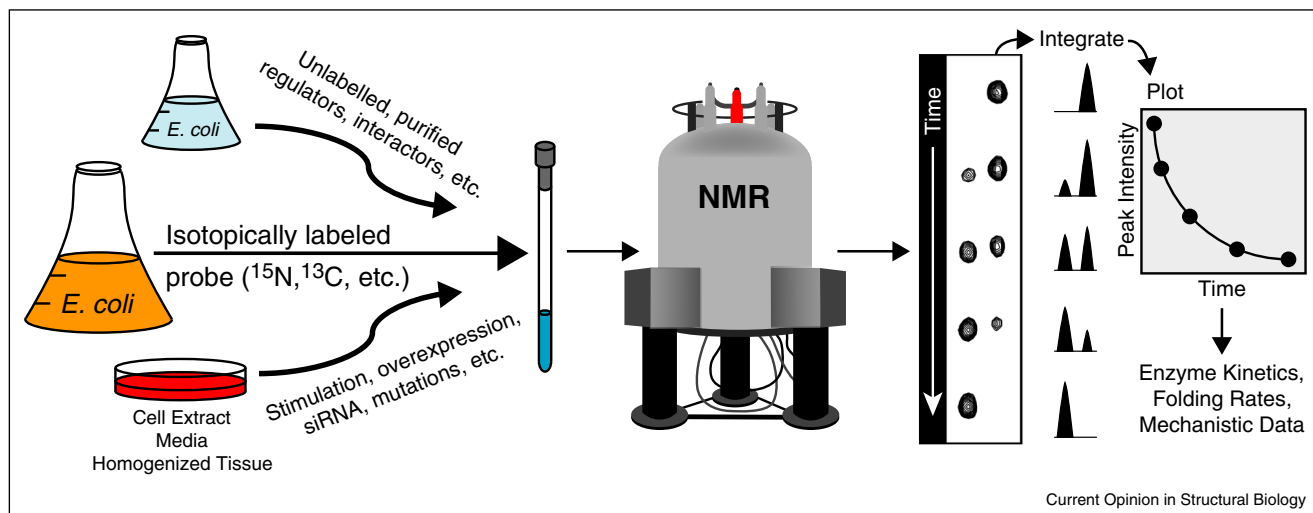 E. coli
Unlabelled, purified
regulators, interactors, etc.
E. coli
Isotopically labeled
probe (¹⁵N,¹³C, etc.)
Stimulation, overexpression,
siRNA, mutations, etc.
Cell Extract
Media
Homogenized Tissue
NMR
Time
Integrate
Plot
Peak Intensity
Time
Enzyme Kinetics,
Folding Rates,
Mechanistic Data
Current Opinion in Structural Biology